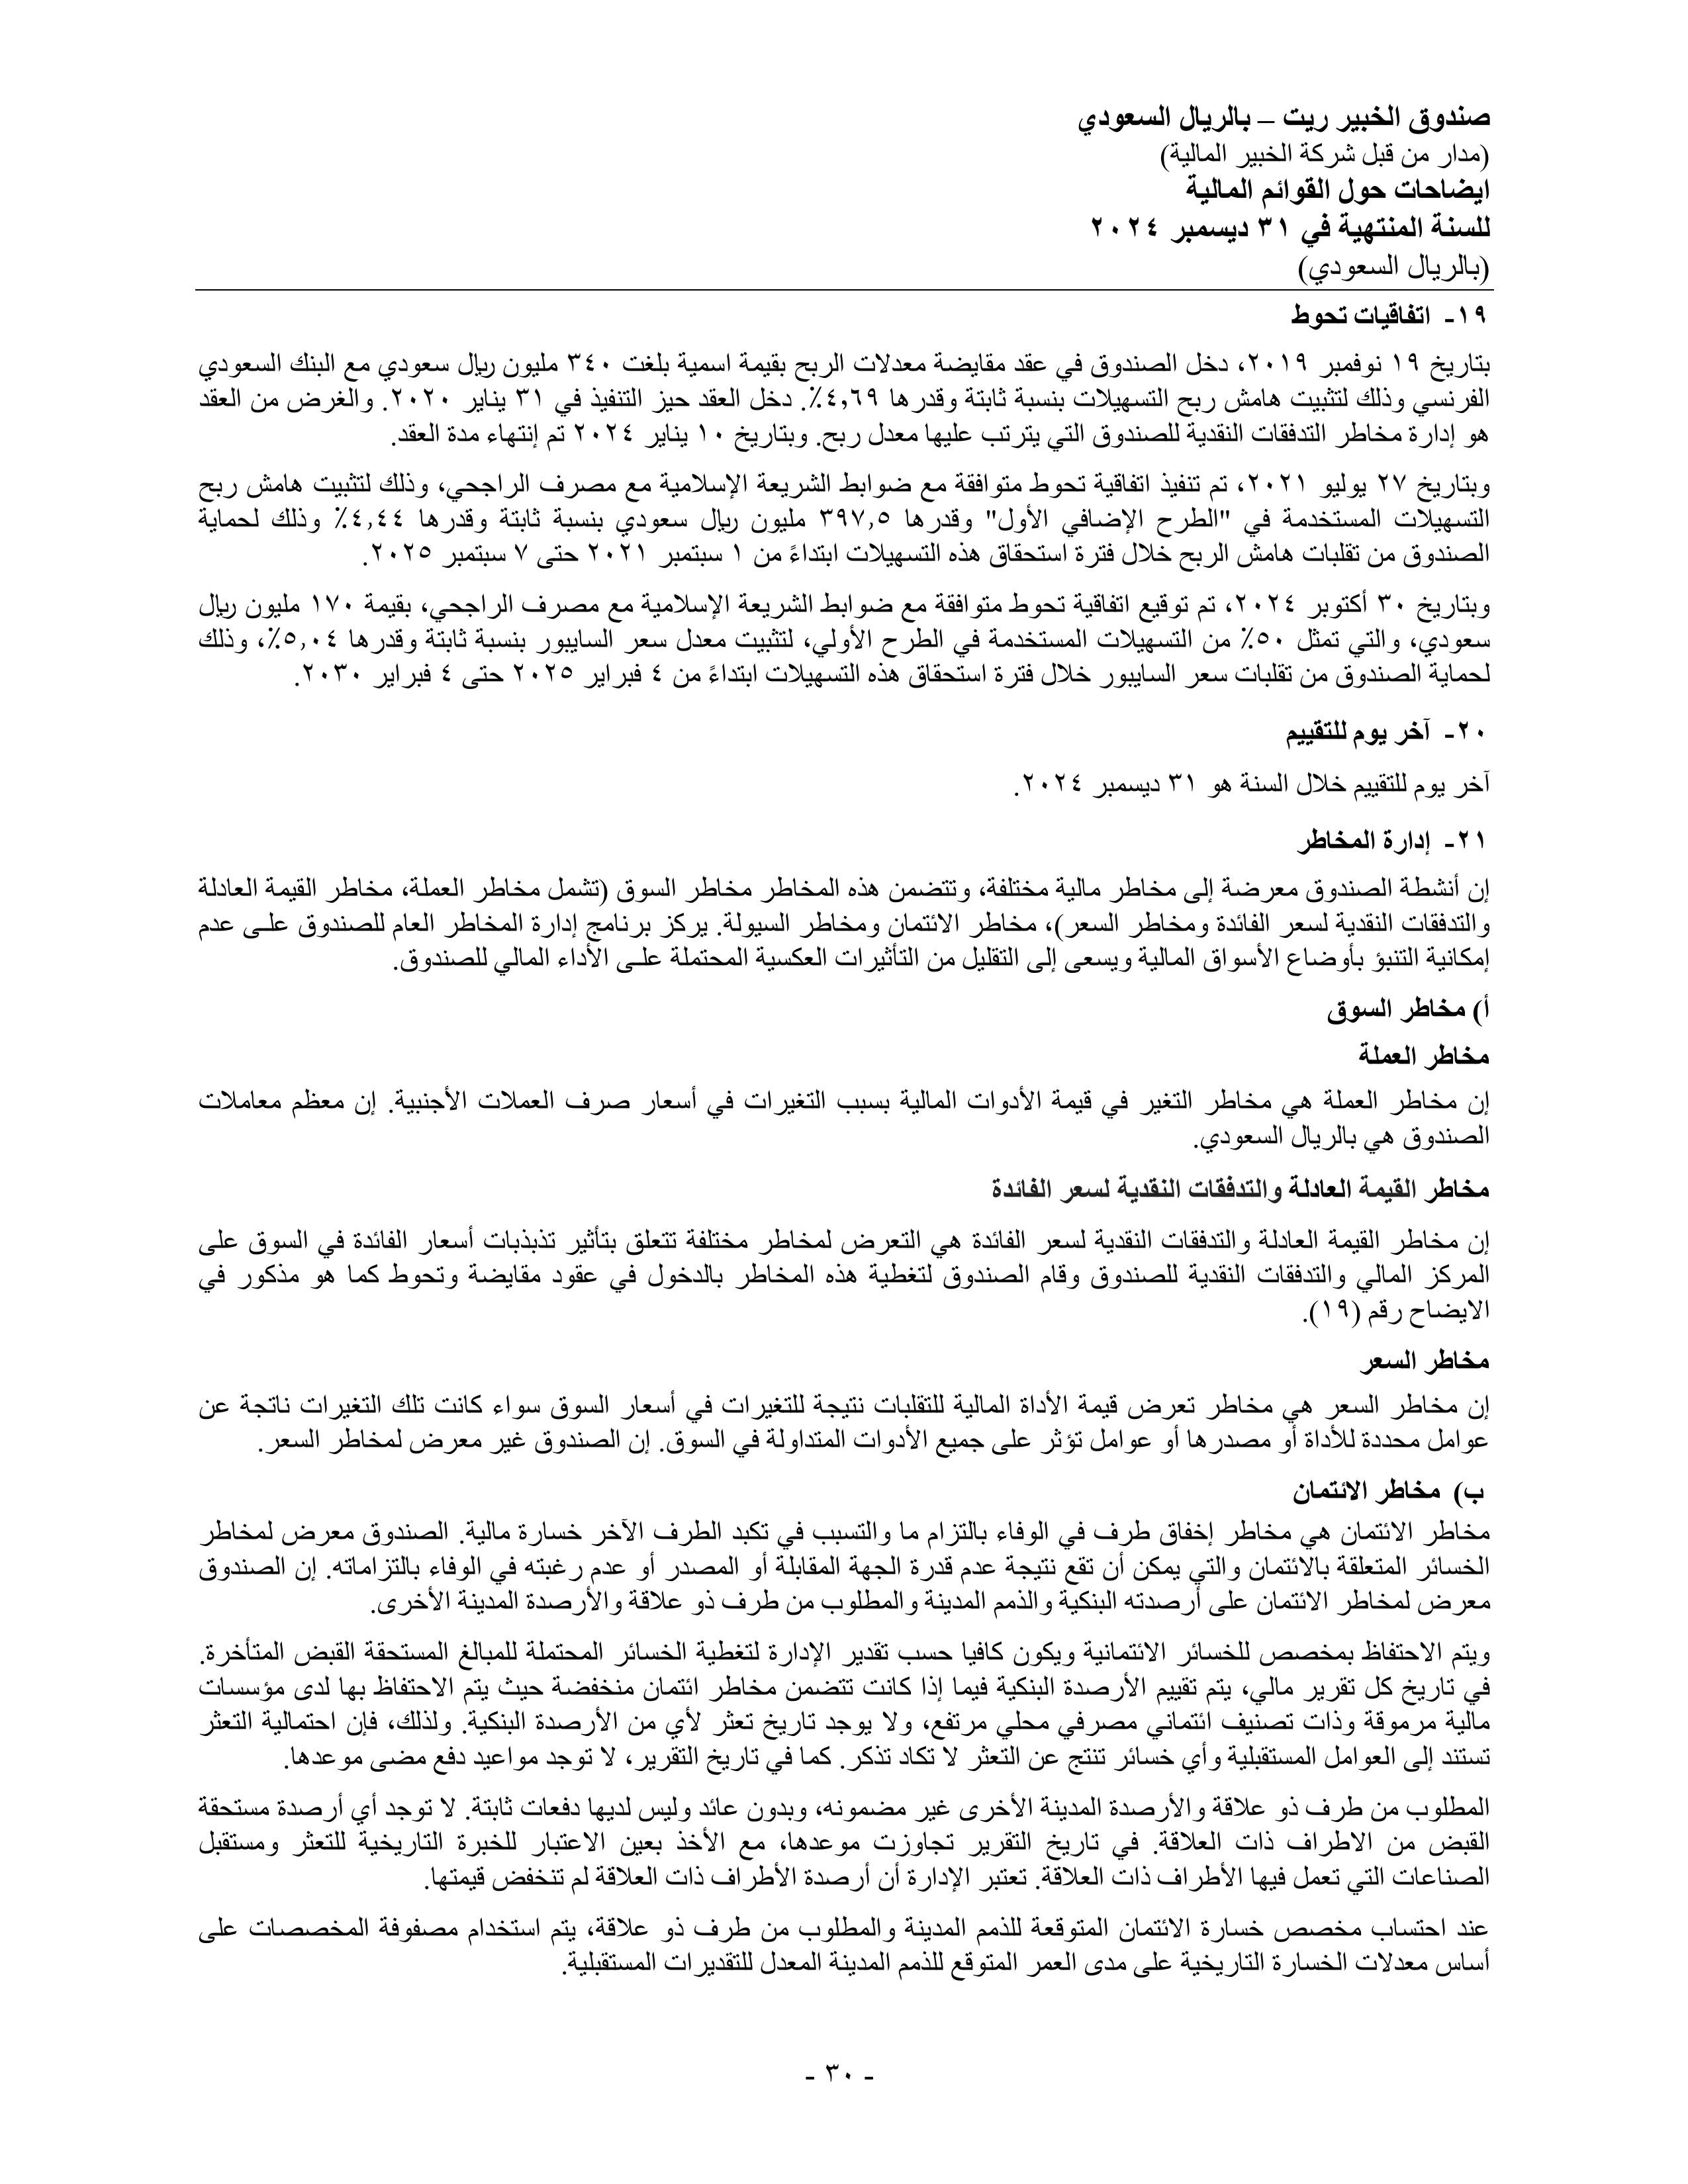 صندوق الخبير ريت – بالريال السعودي
(مدار من قبل شركة الخبير المالية)
ايضاحات حول القوائم المالية
للسنة المنتهية في ٣١ ديسمبر ٢٠٢٤
(بالريال السعودي)
١٩- اتفاقيات تحوط
بتاريخ ١٩ نوفمبر ٢٠١٩، دخل الصندوق في عقد مقايضة معدلات الربح بقيمة اسمية بلغت ٣٤٠ مليون ريال سعودي مع البنك السعودي
الفرنسي وذلك لتثبيت هامش ربح التسهيلات بنسبة ثابتة وقدرها ٤,٦٩٪. دخل العقد حيز التنفيذ في ٣١ يناير ٢٠٢٠. والغرض من العقد
هو إدارة مخاطر التدفقات النقدية للصندوق التي يترتب عليها معدل ربح. وبتاريخ ١٠ يناير ٢٠٢٤ تم إنتهاء مدة العقد.
وبتاريخ ٢٧ يوليو ٢٠٢١، تم تنفيذ اتفاقية تحوط متوافقة مع ضوابط الشريعة الإسلامية مع مصرف الراجحي، وذلك لتثبيت هامش ربح
التسهيلات المستخدمة في "الطرح الإضافي الأول" وقدرها ٣٩٧,٥ مليون ريال سعودي بنسبة ثابتة وقدرها ٤,٤٤٪ وذلك لحماية
الصندوق من تقلبات هامش الربح خلال فترة استحقاق هذه التسهيلات ابتداءً من ١ سبتمبر ٢٠٢١ حتى ٧ سبتمبر ٢٠٢٥.
وبتاريخ ٣٠ أكتوبر ٢٠٢٤، تم توقيع اتفاقية تحوط متوافقة مع ضوابط الشريعة الإسلامية مع مصرف الراجحي، بقيمة ١٧٠ مليون ريال
سعودي، والتي تمثل ٥٠٪ من التسهيلات المستخدمة في الطرح الأولي، لتثبيت معدل سعر السايبور بنسبة ثابتة وقدرها ٥,٠٤٪، وذلك
لحماية الصندوق من تقلبات سعر السايبور خلال فترة استحقاق هذه التسهيلات ابتداءً من ٤ فبراير ٢٠٢٥ حتى ٤ فبراير ٢٠٣٠.
٢٠- آخر يوم للتقييم
آخر يوم للتقييم خلال السنة هو ٣١ ديسمبر ٢٠٢٤.
٢١- إدارة المخاطر
إن أنشطة الصندوق معرضة إلى مخاطر مالية مختلفة، وتتضمن هذه المخاطر مخاطر السوق (تشمل مخاطر العملة، مخاطر القيمة العادلة
والتدفقات النقدية لسعر الفائدة ومخاطر السعر)، مخاطر الائتمان ومخاطر السيولة. يركز برنامج إدارة المخاطر العام للصندوق علـى عدم
إمكانية التنبؤ بأوضاع الأسواق المالية ويسعى إلى التقليل من التأثيرات العكسية المحتملة علـى الأداء المالي للصندوق.
أ) مخاطر السوق
مخاطر العملة
إن مخاطر العملة هي مخاطر التغير في قيمة الأدوات المالية بسبب التغيرات في أسعار صرف العملات الأجنبية. إن معظم معاملات
الصندوق هي بالريال السعودي.
مخاطر القيمة العادلة والتدفقات النقدية لسعر الفائدة
إن مخاطر القيمة العادلة والتدفقات النقدية لسعر الفائدة هي التعرض لمخاطر مختلفة تتعلق بتأثير تذبذبات أسعار الفائدة في السوق على
المركز المالي والتدفقات النقدية للصندوق وقام الصندوق لتغطية هذه المخاطر بالدخول في عقود مقايضة وتحوط كما هو مذكور في
الايضاح رقم (١٩).
مخاطر السعر
إن مخاطر السعر هي مخاطر تعرض قيمة الأداة المالية للتقلبات نتيجة للتغيرات في أسعار السوق سواء كانت تلك التغيرات ناتجة عن
عوامل محددة للأداة أو مصدرها أو عوامل تؤثر على جميع الأدوات المتداولة في السوق. إن الصندوق غير معرض لمخاطر السعر.
ب) مخاطر الائتمان
مخاطر الائتمان هي مخاطر إخفاق طرف في الوفاء بالتزام ما والتسبب في تكبد الطرف الآخر خسارة مالية. الصندوق معرض لمخاطر
الخسائر المتعلقة بالائتمان والتي يمكن أن تقع نتيجة عدم قدرة الجهة المقابلة أو المصدر أو عدم رغبته في الوفاء بالتزاماته. إن الصندوق
معرض لمخاطر الائتمان على أرصدته البنكية والذمم المدينة والمطلوب من طرف ذو علاقة والأرصدة المدينة الأخرى.
ويتم الاحتفاظ بمخصص للخسائر الائتمانية ويكون كافيا حسب تقدير الإدارة لتغطية الخسائر المحتملة للمبالغ المستحقة القبض المتأخرة.
في تاريخ كل تقرير مالي، يتم تقييم الأرصدة البنكية فيما إذا كانت تتضمن مخاطر ائتمان منخفضة حيث يتم الاحتفاظ بها لدى مؤسسات
مالية مرموقة وذات تصنيف ائتماني مصرفي محلي مرتفع، ولا يوجد تاريخ تعثر لأي من الأرصدة البنكية. ولذلك، فإن احتمالية التعثر
تستند إلى العوامل المستقبلية وأي خسائر تنتج عن التعثر لا تكاد تذكر. كما في تاريخ التقرير، لا توجد مواعيد دفع مضى موعدها.
المطلوب من طرف ذو علاقة والأرصدة المدينة الأخرى غير مضمونه، وبدون عائد وليس لديها دفعات ثابتة. لا توجد أي أرصدة مستحقة
القبض من الاطراف ذات العلاقة. في تاريخ التقرير تجاوزت موعدها، مع الأخذ بعين الاعتبار للخبرة التاريخية للتعثر ومستقبل
الصناعات التي تعمل فيها الأطراف ذات العلاقة. تعتبر الإدارة أن أرصدة الأطراف ذات العلاقة لم تنخفض قيمتها.
عند احتساب مخصص خسارة الائتمان المتوقعة للذمم المدينة والمطلوب من طرف ذو علاقة، يتم استخدام مصفوفة المخصصات على
أساس معدلات الخسارة التاريخية على مدى العمر المتوقع للذمم المدينة المعدل للتقديرات المستقبلية.
- ٣٠ -